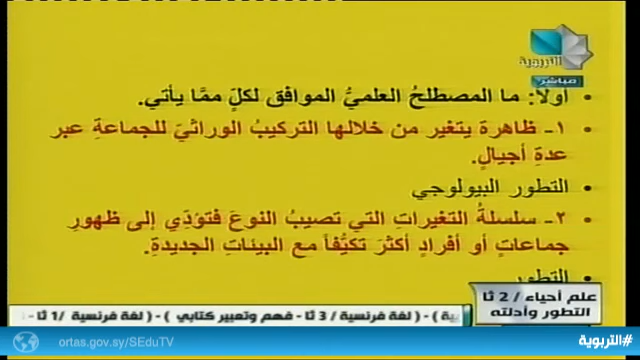 التربوية
مباشر
أولاً: ما المصطلحُ العلميُّ الموافق لكلٍ ممَّا يأتي.
١- ظاهرة يتغير من خلالها التركيبُ الوراثيَّ للجماعةِ عبر
عدةِ أجيالٍ.
التطور البيولوجي
٢- سلسلةُ التغيراتِ التي تصيبُ النوعَ فتؤدِّي إلى ظهورِ
جماعاتٍ أو أفرادٍ أكثرَ تكيُّفاً مع البيئاتِ الجديدةِ.
التطور
علم أحياء / 2 ثا
التطور وأدلته
ية ) - ( لغة فرنسية / 3 ثا - فهم وتعبير كتابي ) - ( لغة فرنسية /1 ثا -
#التربوية
ortas.gov.sy/SEduTV